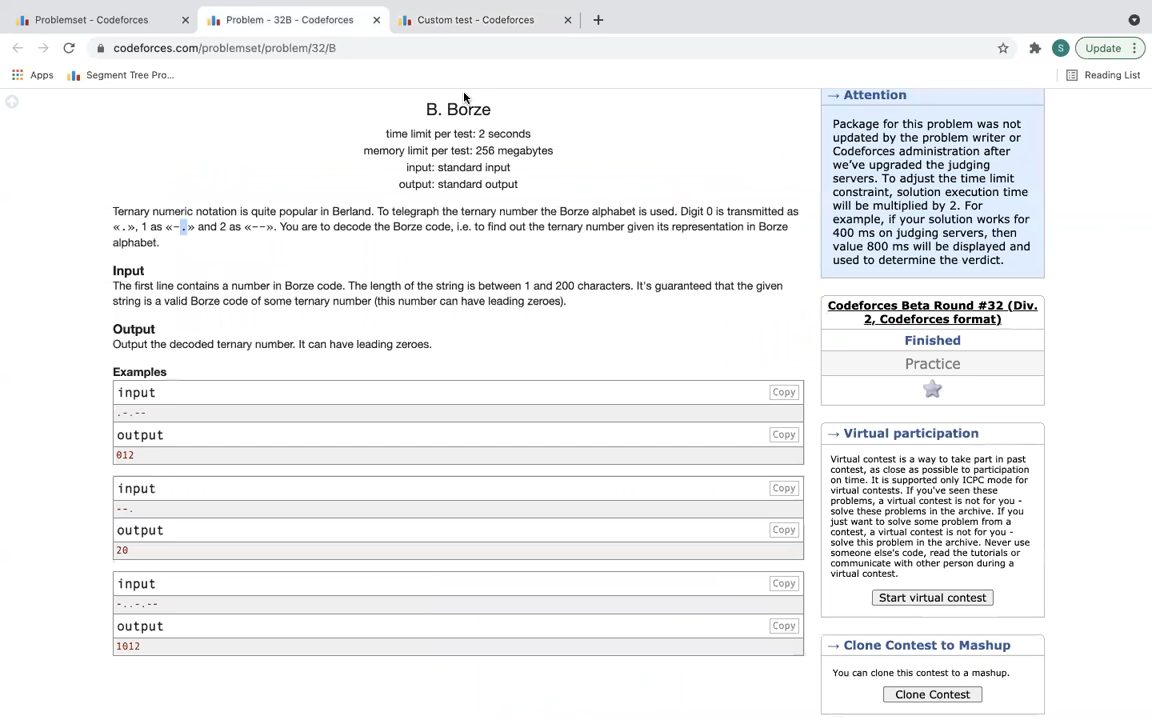 Problemset - Codeforces
Problem - 32B - Codeforces
Custom test - Codeforces
codeforces.com/problemset/problem/32/B
S
Update
Apps
Segment Tree Pro...
Reading List
B. Borze
time limit per test: 2 seconds
memory limit per test: 256 megabytes
input: standard input
output: standard output
Ternary numeric notation is quite popular in Berland. To telegraph the ternary number the Borze alphabet is used. Digit 0 is transmitted as
«.», 1 as «-.» and 2 as «--». You are to decode the Borze code, i.e. to find out the ternary number given its representation in Borze
alphabet.
Input
The first line contains a number in Borze code. The length of the string is between 1 and 200 characters. It's guaranteed that the given
string is a valid Borze code of some ternary number (this number can have leading zeroes).
Output
Output the decoded ternary number. It can have leading zeroes.
Examples
input
Copy
.-.--
output
Copy
012
input
Copy
--.
output
Copy
20
input
Copy
-..-.--
output
Copy
1012
→ Attention
Package for this problem was not
updated by the problem writer or
Codeforces administration after
we've upgraded the judging
servers. To adjust the time limit
constraint, solution execution time
will be multiplied by 2. For
example, if your solution works for
400 ms on judging servers, then
value 800 ms will be displayed and
used to determine the verdict.
Codeforces Beta Round #32 (Div.
2, Codeforces format)
Finished
Practice
→ Virtual participation
Virtual contest is a way to take part in past
contest, as close as possible to participation
on time. It is supported only ICPC mode for
virtual contests. If you've seen these
problems, a virtual contest is not for you -
solve these problems in the archive. If you
just want to solve some problem from a
contest, a virtual contest is not for you -
solve this problem in the archive. Never use
someone else's code, read the tutorials or
communicate with other person during a
virtual contest.
Start virtual contest
→ Clone Contest to Mashup
You can clone this contest to a mashup.
Clone Contest